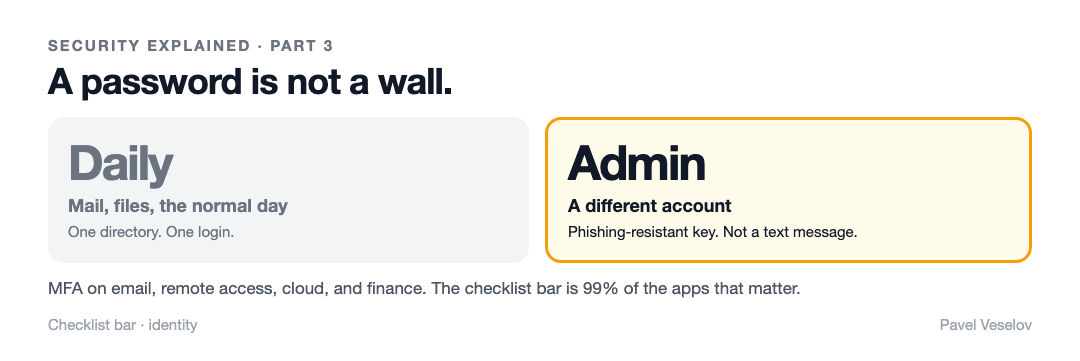 SECURITY EXPLAINED · PART 3
A password is not a wall.
Daily
Mail, files, the normal day
One directory. One login.
Admin
A different account
Phishing-resistant key. Not a text message.
MFA on email, remote access, cloud, and finance. The checklist bar is 99% of the apps that matter.
Checklist bar · identity
Pavel Veselov